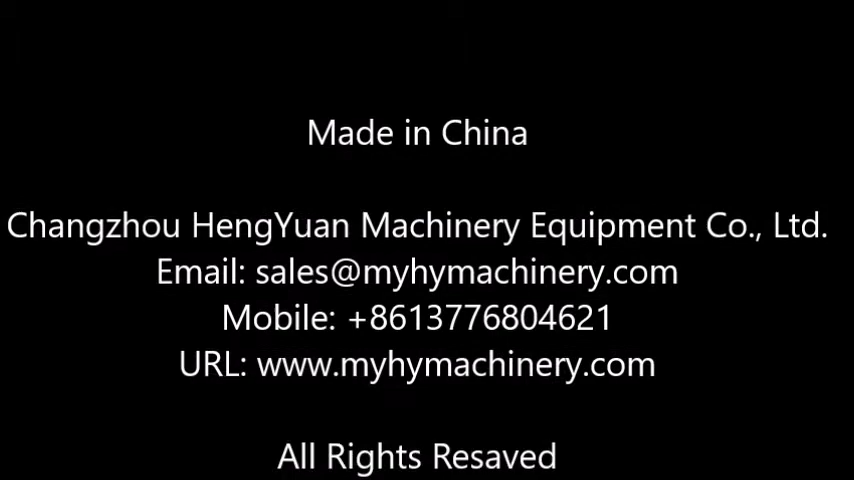 Made in China
Changzhou HengYuan Machinery Equipment Co., Ltd.
Email: sales@myhymachinery.com
Mobile: +8613776804621
URL: www.myhymachinery.com
All Rights Resaved